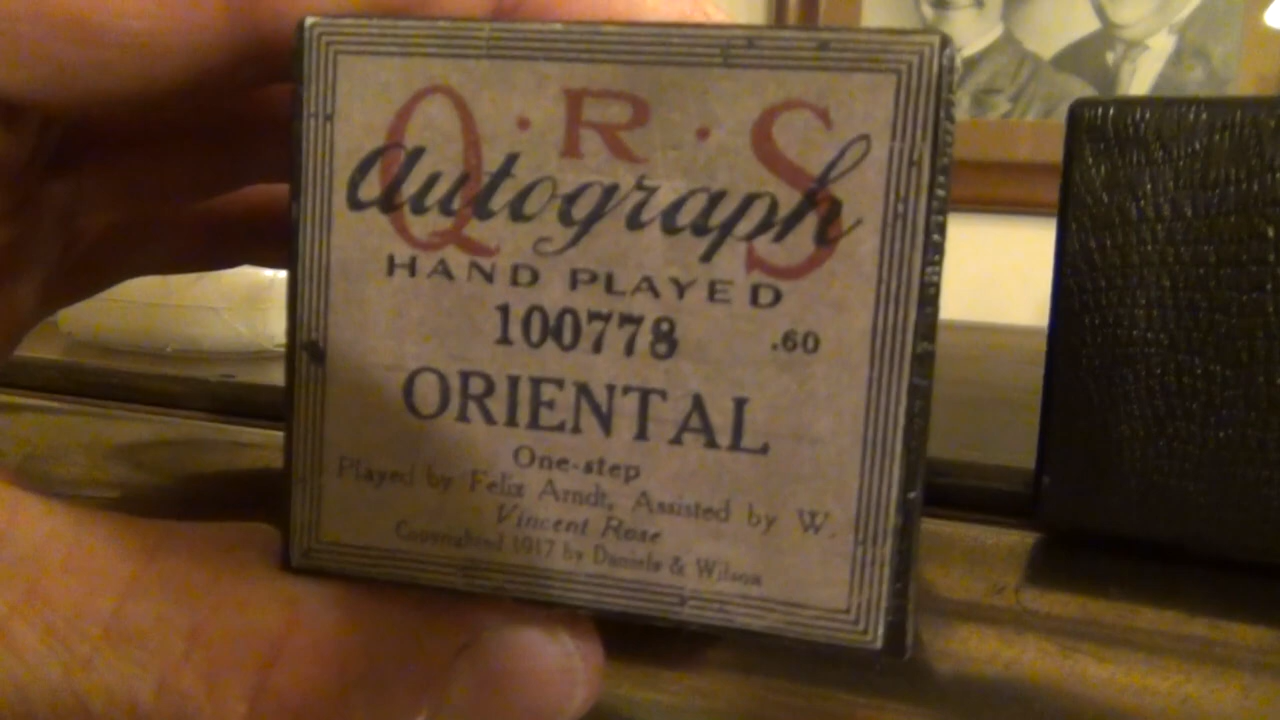 Q·R·S
autograph
HAND PLAYED
100778 .60
ORIENTAL
One-step
Played by Felix Arndt, Assisted by W.
Vincent Rose
Copyrighted 1917 by Daniels & Wilson